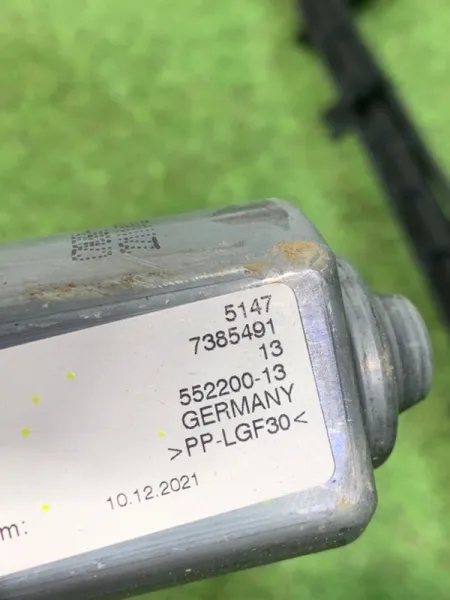 5147
7385491
13
552200-13
GERMANY
>PP-LGF30<
10.12.2021
m: